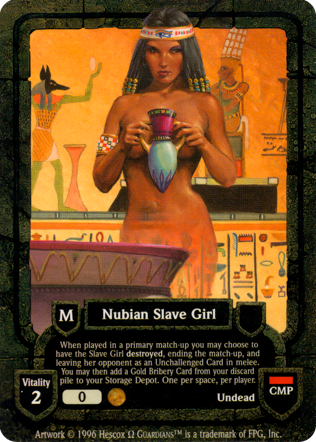 M
Nubian Slave Girl
When played in a primary match-up you may choose to
have the Slave Girl destroyed, ending the match-up, and
leaving her opponent as an Unchallenged Card in melee.
You may then add a Gold Bribery Card from your discard
pile to your Storage Depot. One per space, per player.
Vitality
2
0
Undead
CMP
Artwork © 1996 Hescox Ω GUARDIANS™ is a trademark of FPG, Inc.